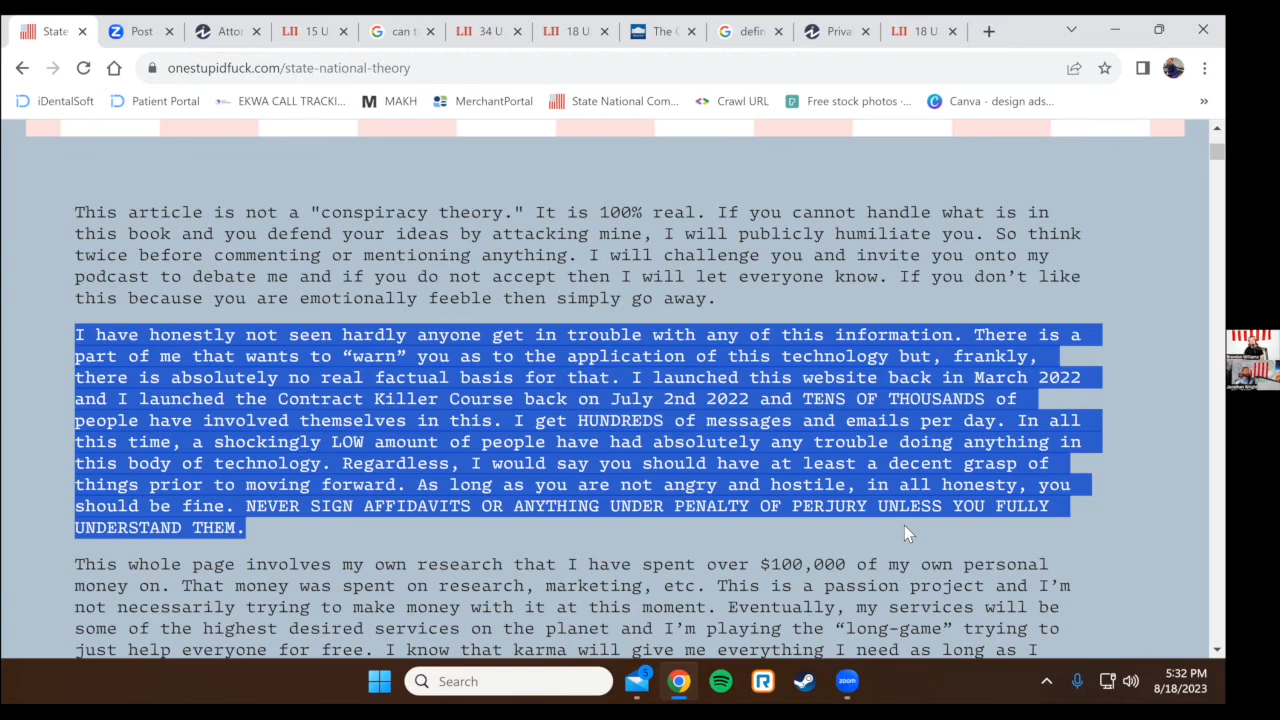 State
Post
Attor
LII 15 U
can t
LII 34 U
LII 18 U
The
defin
Priva
LII 18 U
onestupidfuck.com/state-national-theory
iDentalSoft
Patient Portal
EKWA CALL TRACKI...
MAKH
MerchantPortal
State National Com...
Crawl URL
Free stock photos -...
Canva - design ads...
This article is not a "conspiracy theory." It is 100% real. If you cannot handle what is in
this book and you defend your ideas by attacking mine, I will publicly humiliate you. So think
twice before commenting or mentioning anything. I will challenge you and invite you onto my
podcast to debate me and if you do not accept then I will let everyone know. If you don’t like
this because you are emotionally feeble then simply go away.
I have honestly not seen hardly anyone get in trouble with any of this information. There is a
part of me that wants to “warn” you as to the application of this technology but, frankly,
there is absolutely no real factual basis for that. I launched this website back in March 2022
and I launched the Contract Killer Course back on July 2nd 2022 and TENS OF THOUSANDS of
people have involved themselves in this. I get HUNDREDS of messages and emails per day. In all
this time, a shockingly LOW amount of people have had absolutely any trouble doing anything in
this body of technology. Regardless, I would say you should have at least a decent grasp of
things prior to moving forward. As long as you are not angry and hostile, in all honesty, you
should be fine. NEVER SIGN AFFIDAVITS OR ANYTHING UNDER PENALTY OF PERJURY UNLESS YOU FULLY
UNDERSTAND THEM.
This whole page involves my own research that I have spent over $100,000 of my own personal
money on. That money was spent on research, marketing, etc. This is a passion project and I’m
not necessarily trying to make money with it at this moment. Eventually, my services will be
some of the highest desired services on the planet and I’m playing the “long-game” trying to
just help everyone for free. I know that karma will give me everything I need as long as I
Search
5
zoom
5:32 PM
8/18/2023